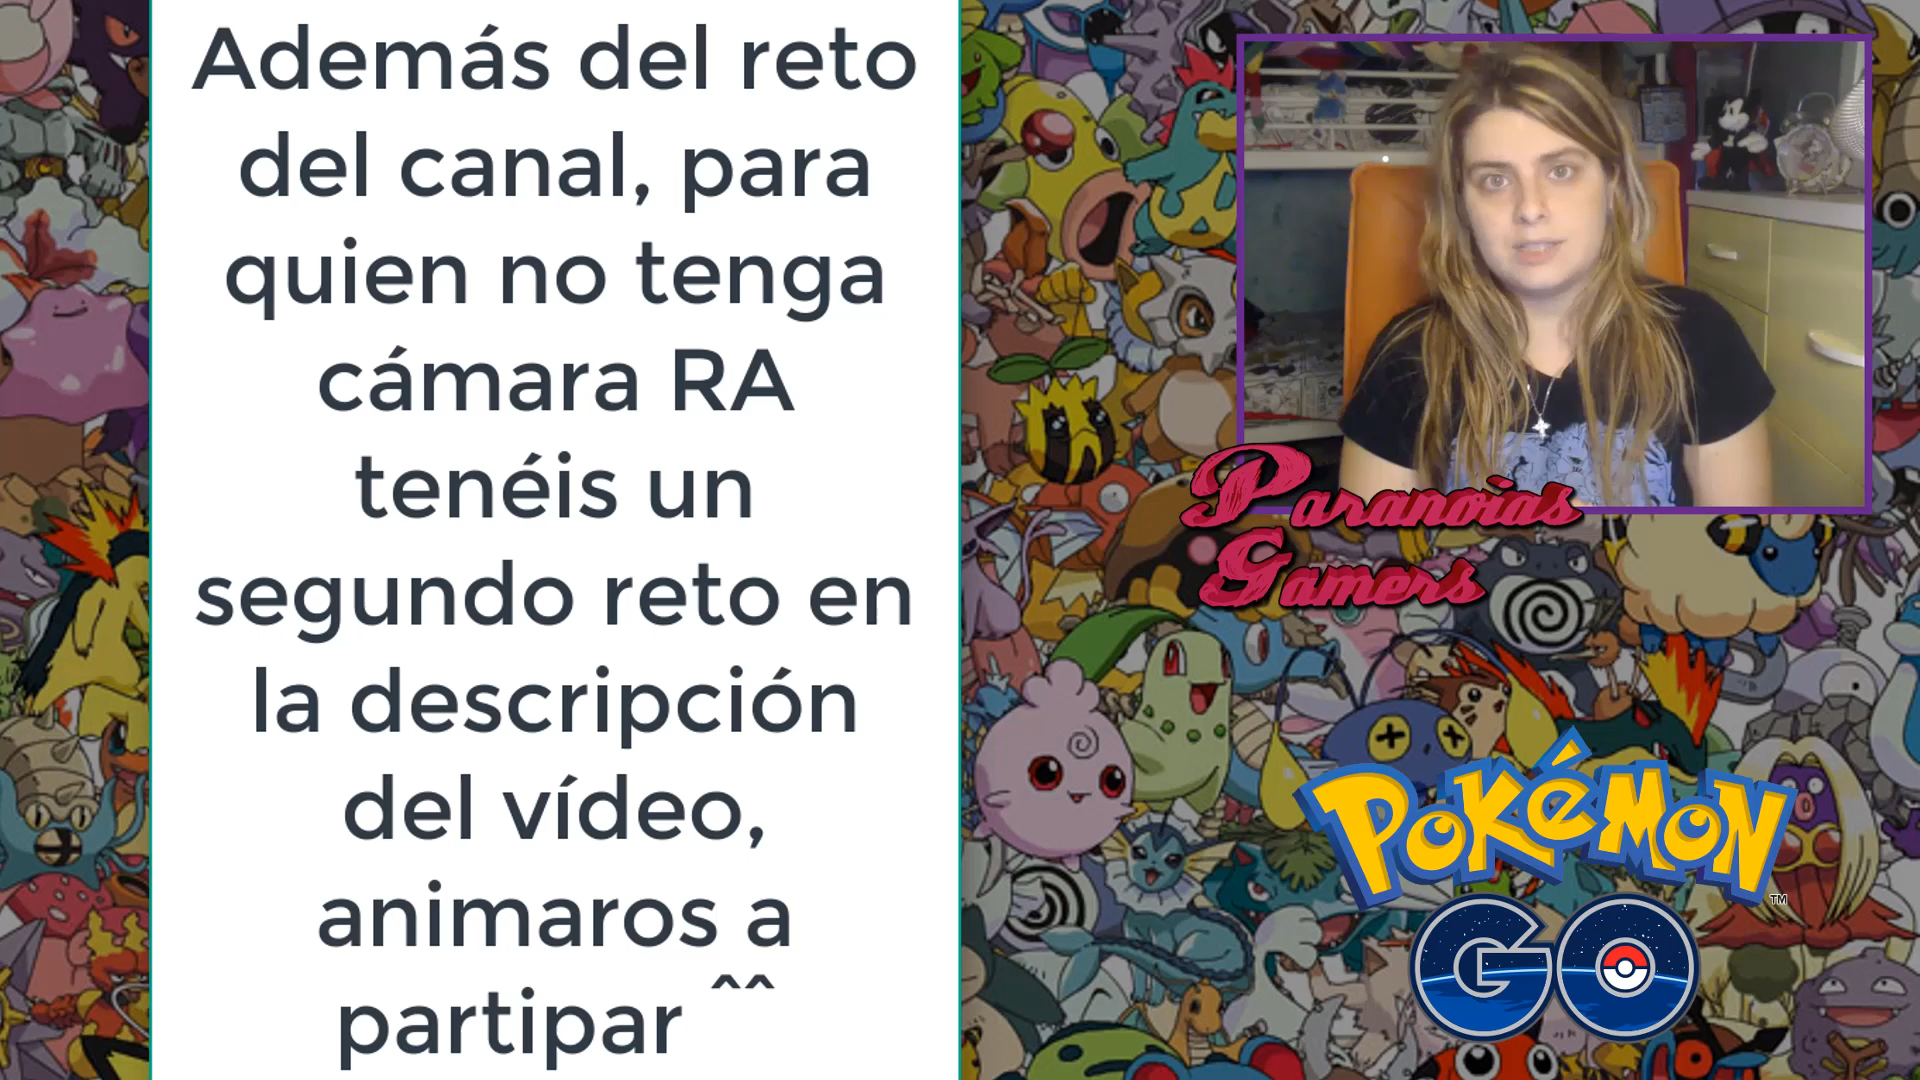 Además del reto
del canal, para
quien no tenga
cámara RA
tenéis un
segundo reto en
la descripción
del vídeo,
animaros a
partipar ^^
Paranoias
Gamers
POKÉMON
TM
GO